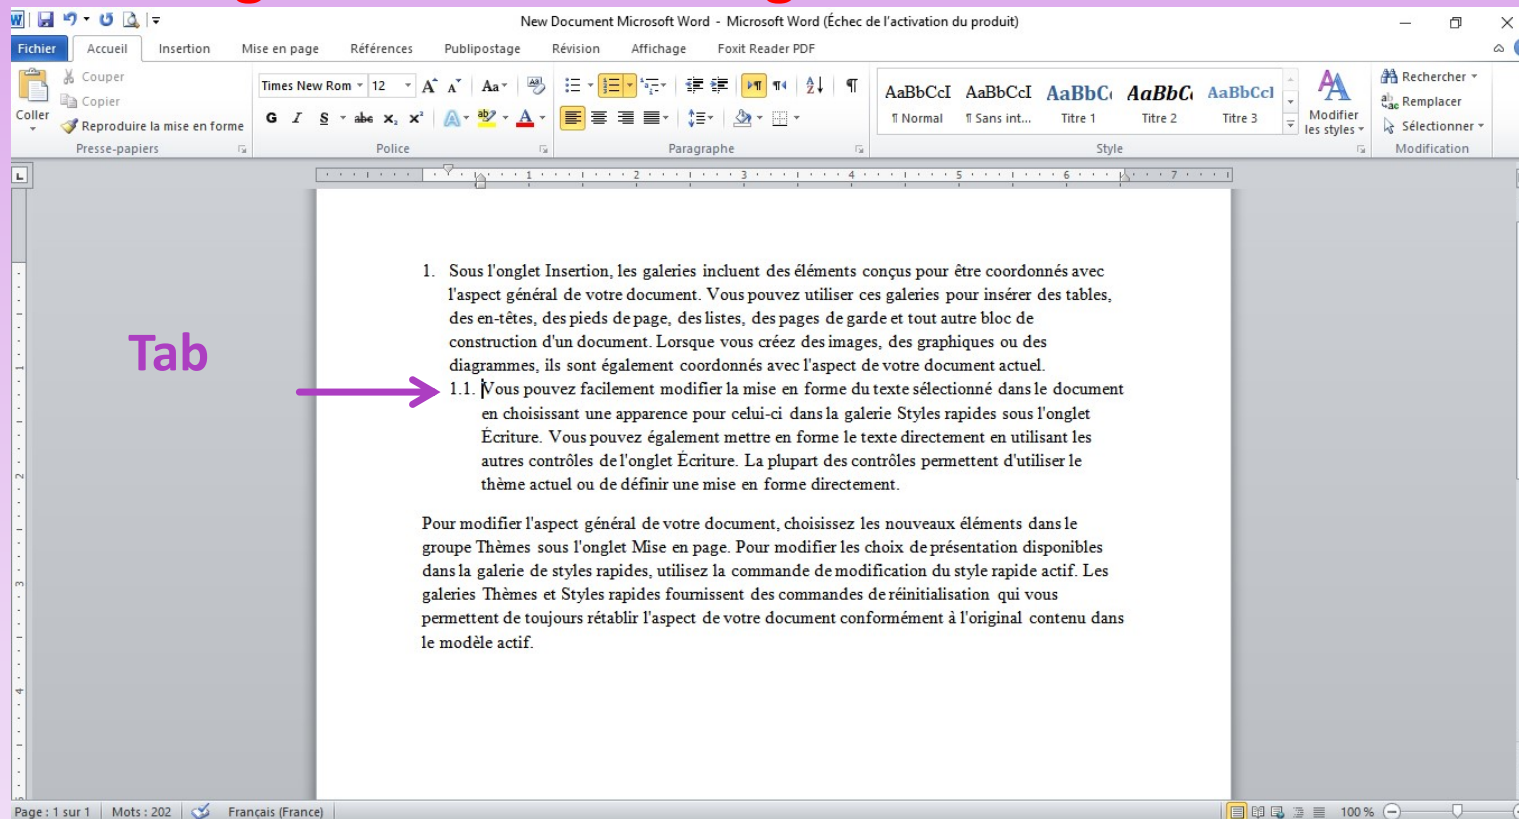 New Document Microsoft Word - Microsoft Word (Échec de l'activation du produit)
Fichier Accueil Insertion Mise en page Références Publipostage Révision Affichage Foxit Reader PDF
Coller
Couper
Copier
Reproduire la mise en forme
Presse-papiers
Times New Rom 12
G I S abc x₂ x²
Police
Paragraphe
AaBbCcI AaBbCcI AaBbC AaBbC AaBbCcI
¶ Normal ¶ Sans int... Titre 1 Titre 2 Titre 3
Modifier
les styles
Style
Rechercher
Remplacer
Sélectionner
Modification
1 2 3 4 5 6 7
1. Sous l'onglet Insertion, les galeries incluent des éléments conçus pour être coordonnés avec
l'aspect général de votre document. Vous pouvez utiliser ces galeries pour insérer des tables,
des en-têtes, des pieds de page, des listes, des pages de garde et tout autre bloc de
construction d'un document. Lorsque vous créez des images, des graphiques ou des
diagrammes, ils sont également coordonnés avec l'aspect de votre document actuel.
Tab
1.1. Vous pouvez facilement modifier la mise en forme du texte sélectionné dans le document
en choisissant une apparence pour celui-ci dans la galerie Styles rapides sous l'onglet
Écriture. Vous pouvez également mettre en forme le texte directement en utilisant les
autres contrôles de l'onglet Écriture. La plupart des contrôles permettent d'utiliser le
thème actuel ou de définir une mise en forme directement.
Pour modifier l'aspect général de votre document, choisissez les nouveaux éléments dans le
groupe Thèmes sous l'onglet Mise en page. Pour modifier les choix de présentation disponibles
dans la galerie de styles rapides, utilisez la commande de modification du style rapide actif. Les
galeries Thèmes et Styles rapides fournissent des commandes de réinitialisation qui vous
permettent de toujours rétablir l'aspect de votre document conformément à l'original contenu dans
le modèle actif.
Page : 1 sur 1 Mots : 202 Français (France) 100 %